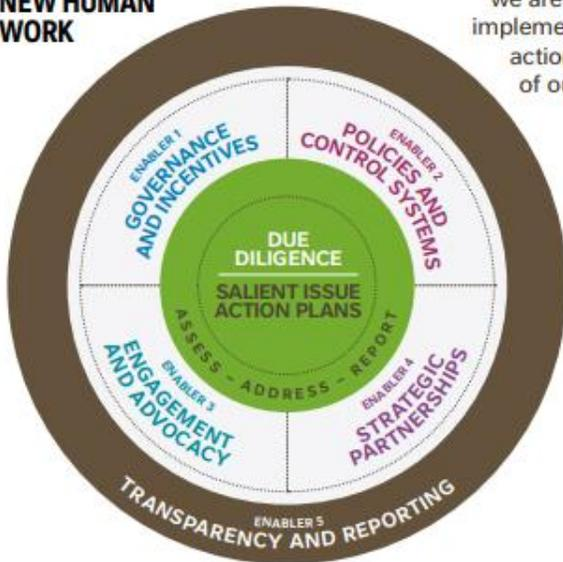 NEW HUMAN
WORK
we are
implemen
action
of ou
ENABLER 1
GOVERNANCE
AND INCENTIVES
ENABLER 2
POLICIES AND
CONTROL SYSTEMS
DUE
DILIGENCE
SALIENT ISSUE
ACTION PLANS
ASSESS – ADDRESS – REPORT
ENABLER 3
ENGAGEMENT
AND ADVOCACY
ENABLER 4
STRATEGIC
PARTNERSHIPS
ENABLER 5
TRANSPARENCY AND REPORTING